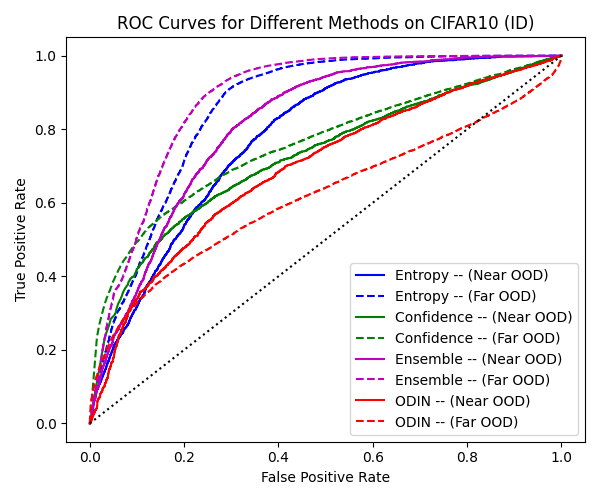 ROC Curves for Different Methods on CIFAR10 (ID)
True Positive Rate
1.0
0.8
0.6
0.4
0.2
0.0
Entropy -- (Near OOD)
Entropy -- (Far OOD)
Confidence -- (Near OOD)
Confidence -- (Far OOD)
Ensemble -- (Near OOD)
Ensemble -- (Far OOD)
ODIN -- (Near OOD)
ODIN -- (Far OOD)
0.0 0.2 0.4 0.6 0.8 1.0
False Positive Rate